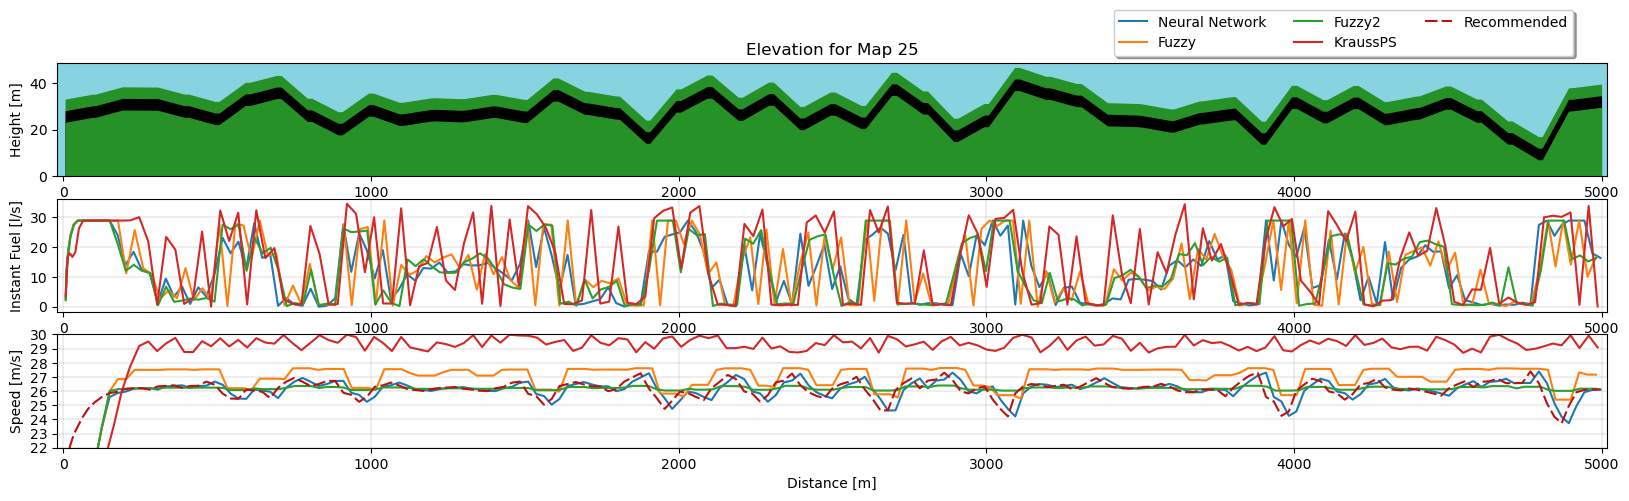 Neural Network
Fuzzy
Fuzzy2
KraussPS
Recommended
Elevation for Map 25
Height [m]
40
20
0
0 1000 2000 3000 4000 5000
Instant Fuel [l/s]
30
20
10
0
0 1000 2000 3000 4000 5000
Speed [m/s]
30
29
28
27
26
25
24
23
22
0 1000 2000 3000 4000 5000
Distance [m]